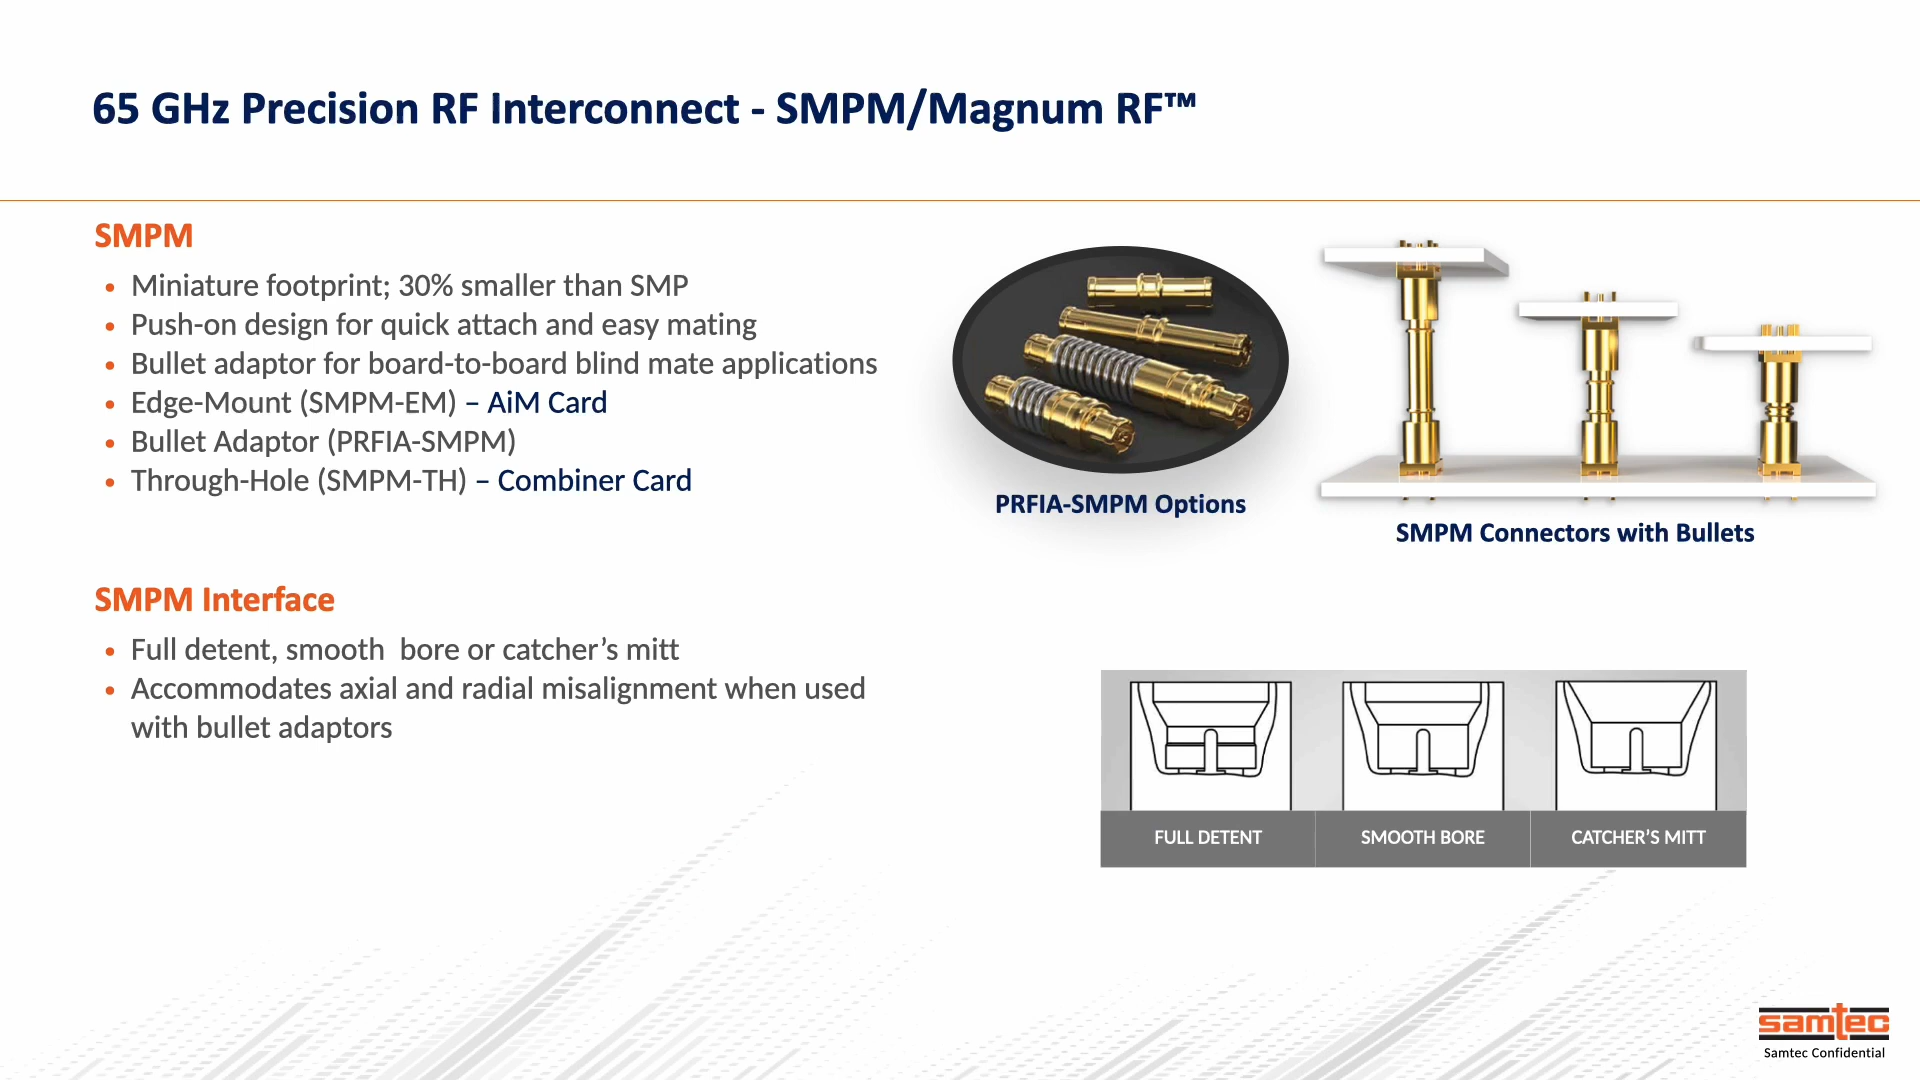 65 GHz Precision RF Interconnect - SMPM/Magnum RF™
SMPM
• Miniature footprint; 30% smaller than SMP
• Push-on design for quick attach and easy mating
• Bullet adaptor for board-to-board blind mate applications
• Edge-Mount (SMPM-EM) – AiM Card
• Bullet Adaptor (PRFIA-SMPM)
• Through-Hole (SMPM-TH) – Combiner Card
PRFIA-SMPM Options
SMPM Connectors with Bullets
SMPM Interface
• Full detent, smooth  bore or catcher’s mitt
• Accommodates axial and radial misalignment when used
with bullet adaptors
FULL DETENT
SMOOTH BORE
CATCHER’S MITT
samtec
Samtec Confidential